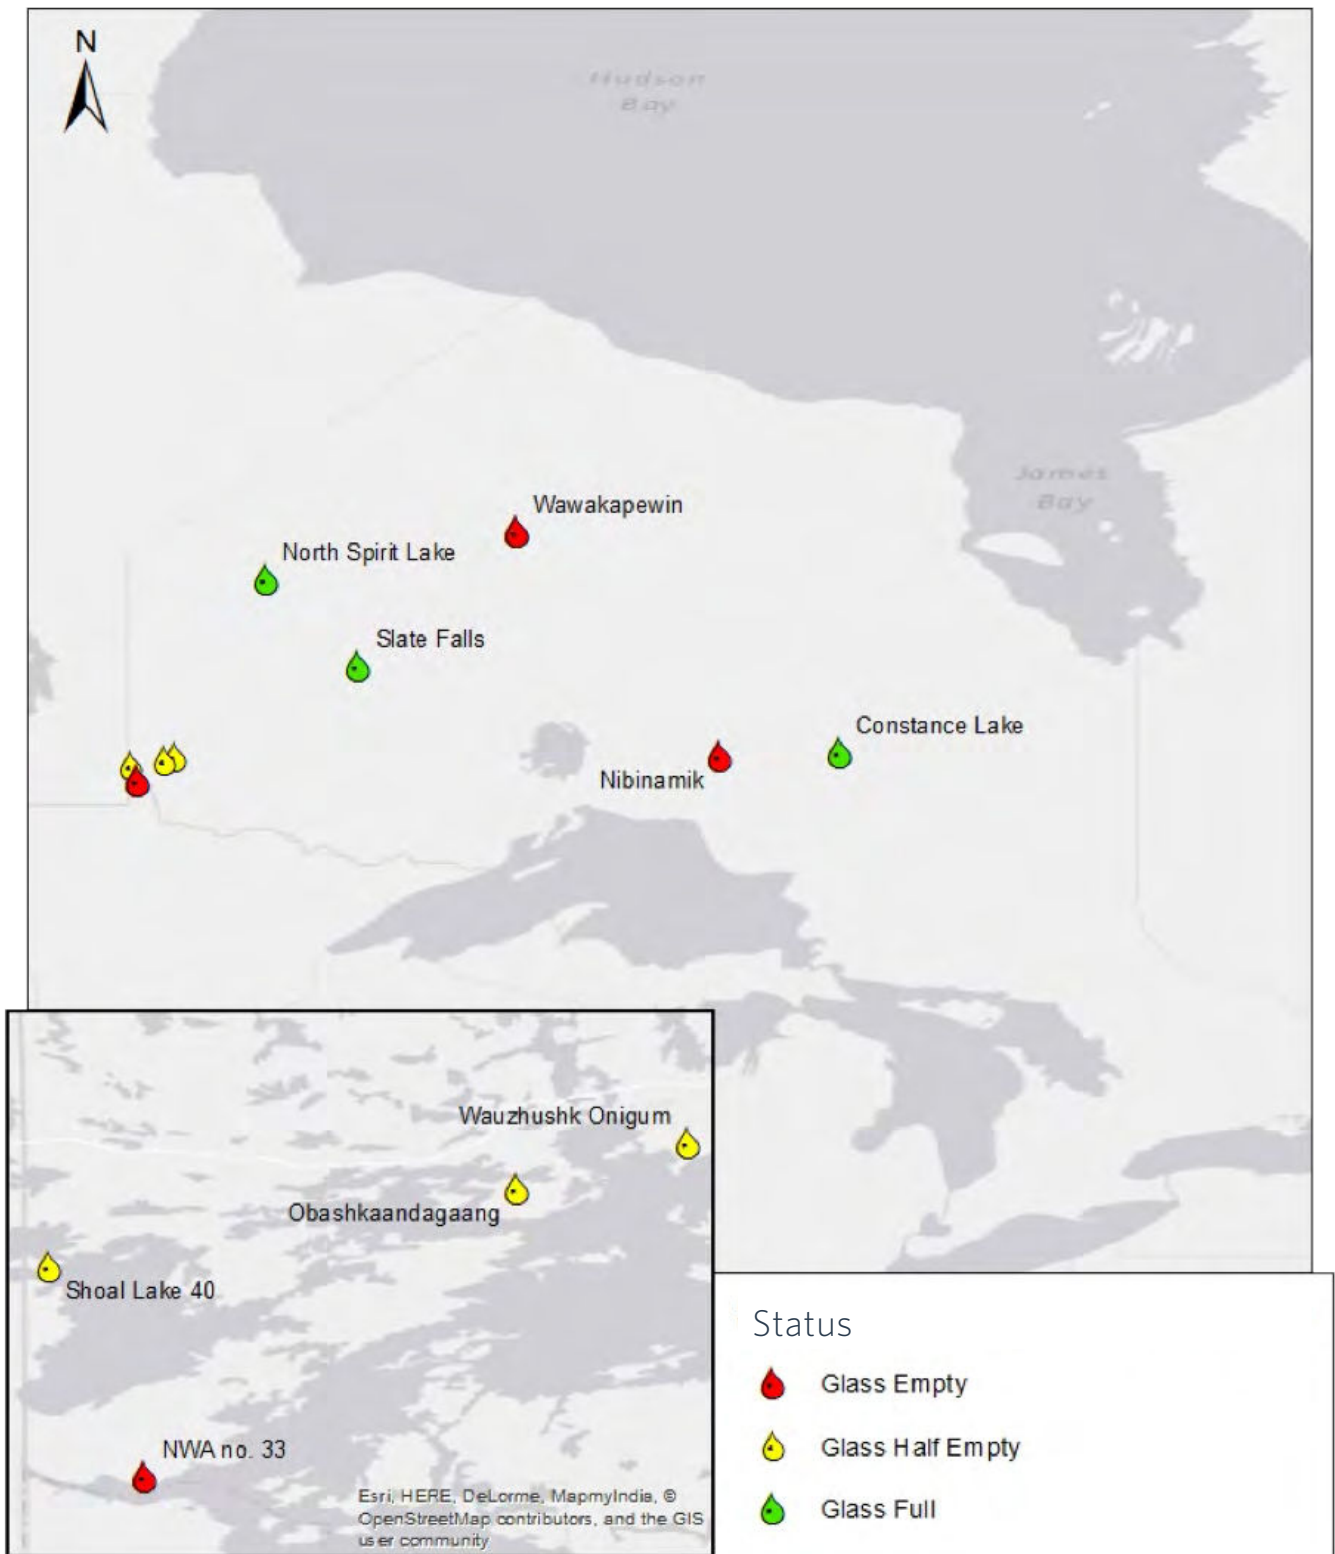 N
Hudson
Bay
James
Bay
Wawakapewin
North Spirit Lake
Slate Falls
Constance Lake
Nibinamik
Wauzhushk Onigum
Obashkaandagaang
Shoal Lake 40
NWA no. 33
Esri, HERE, DeLorme, MapmyIndia, ©
OpenStreetMap contributors, and the GIS
user community
Status
Glass Empty
Glass Half Empty
Glass Full